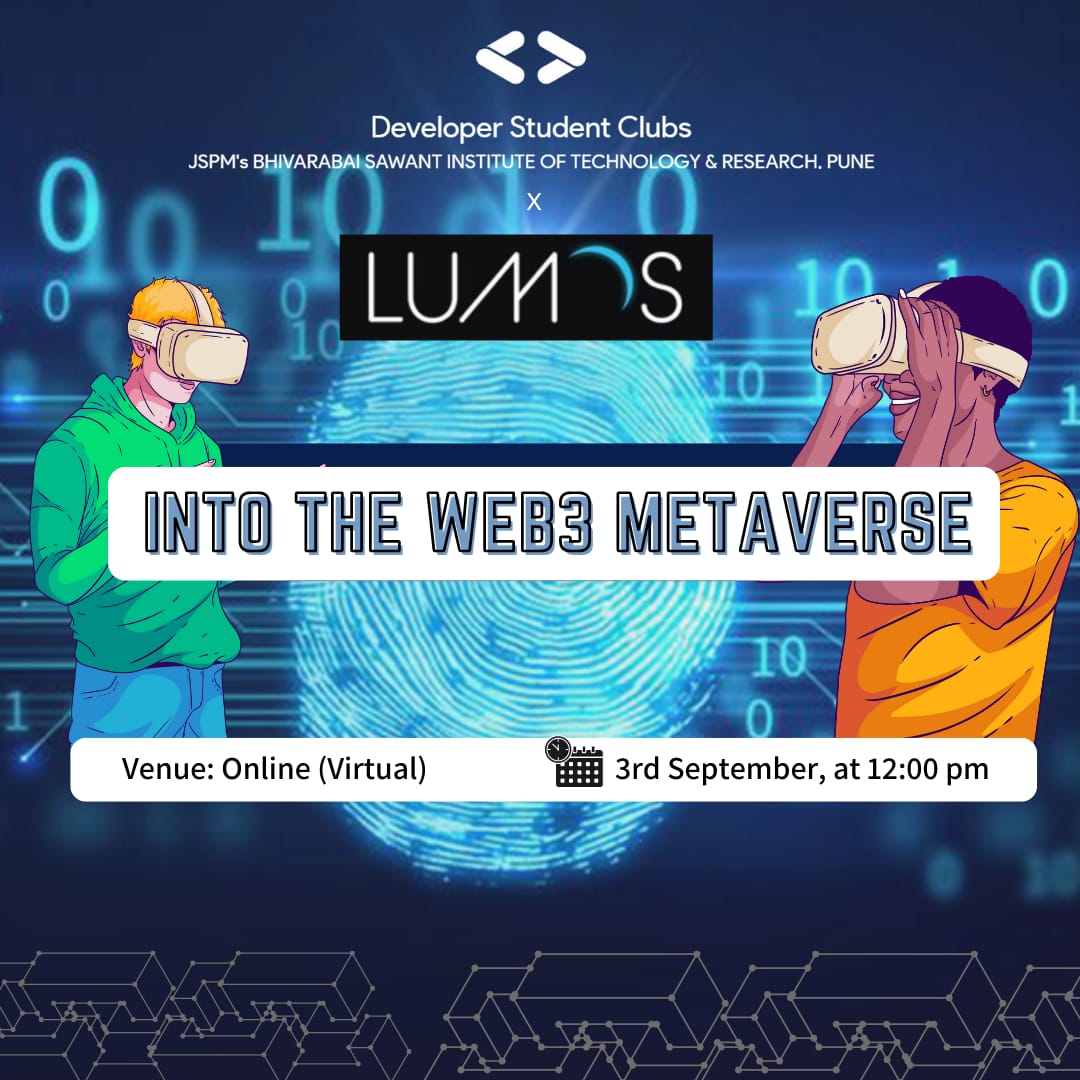 Developer Student Clubs
JSPM's BHIVARABAI SAWANT INSTITUTE OF TECHNOLOGY & RESEARCH. PUNE
X
LUMOS
INTO THE WEB3 METAVERSE
Venue: Online (Virtual)
3rd September, at 12:00 pm